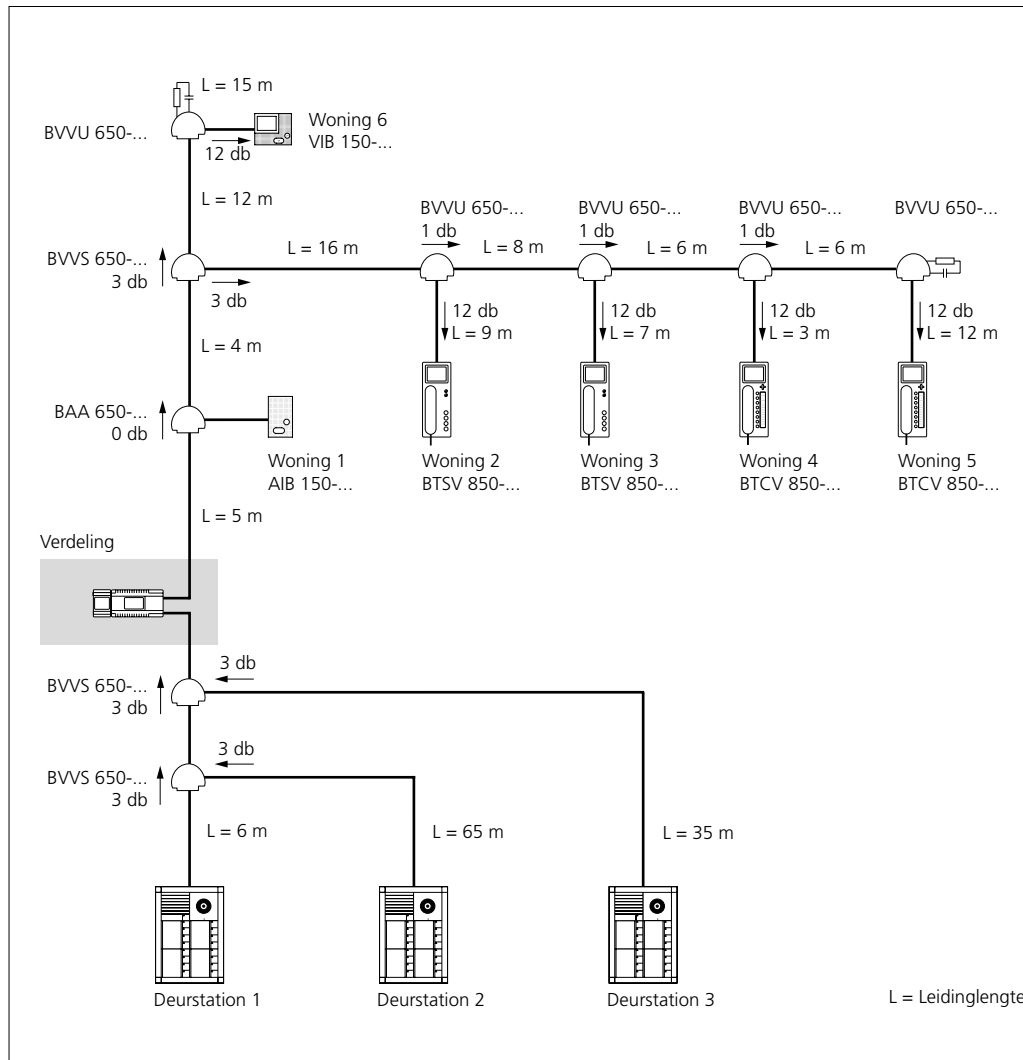 L = 15 m
BVVU 650-...
Woning 6
VIB 150-...
12 db
L = 12 m
BVVU 650-...
1 db
BVVU 650-...
1 db
BVVU 650-...
1 db
BVVU 650-...
L = 16 m
L = 8 m
L = 6 m
L = 6 m
BVVS 650-...
3 db
3 db
12 db
L = 9 m
12 db
L = 7 m
12 db
L = 3 m
12 db
L = 12 m
L = 4 m
BAA 650-...
0 db
Woning 1
AIB 150-...
Woning 2
BTSV 850-...
Woning 3
BTSV 850-...
Woning 4
BTCV 850-...
Woning 5
BTCV 850-...
L = 5 m
Verdeling
3 db
BVVS 650-...
3 db
3 db
BVVS 650-...
3 db
L = 6 m
L = 65 m
L = 35 m
Deurstation 1
Deurstation 2
Deurstation 3
L = Leidinglengte